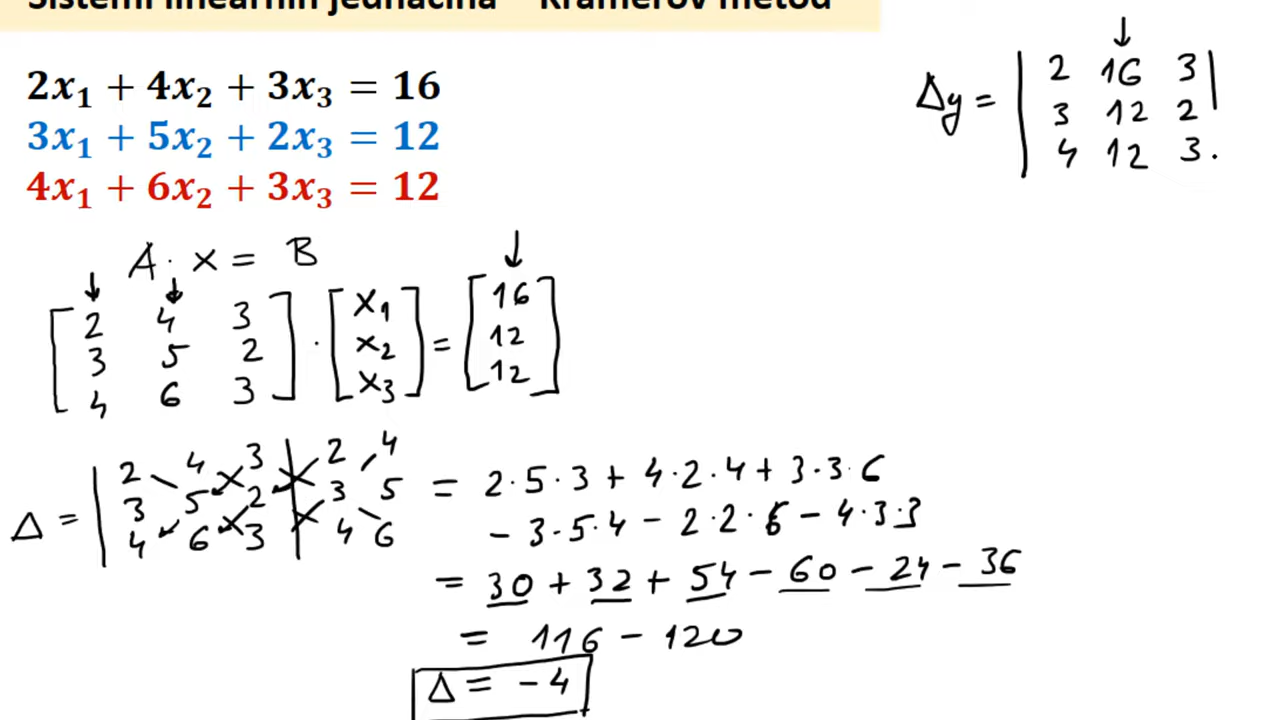 Sistemi linearnih jednačina – Kramerov metod
2x₁ + 4x₂ + 3x₃ = 16
3x₁ + 5x₂ + 2x₃ = 12
4x₁ + 6x₂ + 3x₃ = 12
A · x = B
[ 2 4 3 ] · [ x₁ ] = [ 16 ]
[ 3 5 2 ] [ x₂ ] [ 12 ]
[ 4 6 3 ] [ x₃ ] [ 12 ]
Δ = | 2 4 3 | 2 4 = 2·5·3 + 4·2·4 + 3·3·6
| 3 5 2 | 3 5 - 3·5·4 - 2·2·6 - 4·3·3
| 4 6 3 | 4 6
= 30 + 32 + 54 - 60 - 24 - 36
= 116 - 120
Δ = -4
Δy = | 2 16 3 |
| 3 12 2 |
| 4 12 3.